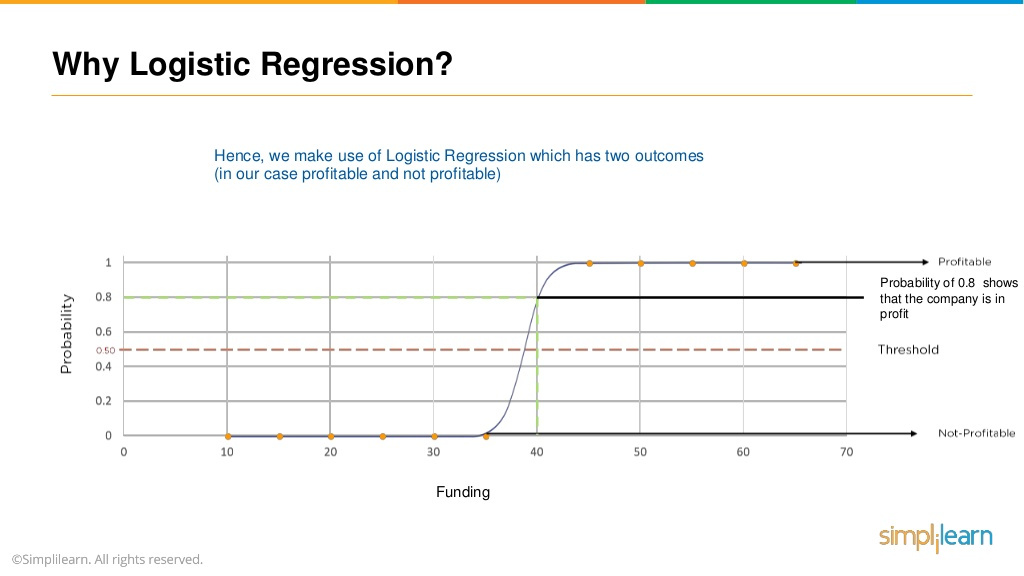 Why Logistic Regression?
Hence, we make use of Logistic Regression which has two outcomes
(in our case profitable and not profitable)
1
Profitable
Probability of 0.8 shows
that the company is in
profit
0.8
0.6
0.50
Threshold
0.4
0.2
0
Not-Profitable
Probability
0 10 20 30 40 50 60 70
Funding
simplilearn
©Simplilearn. All rights reserved.